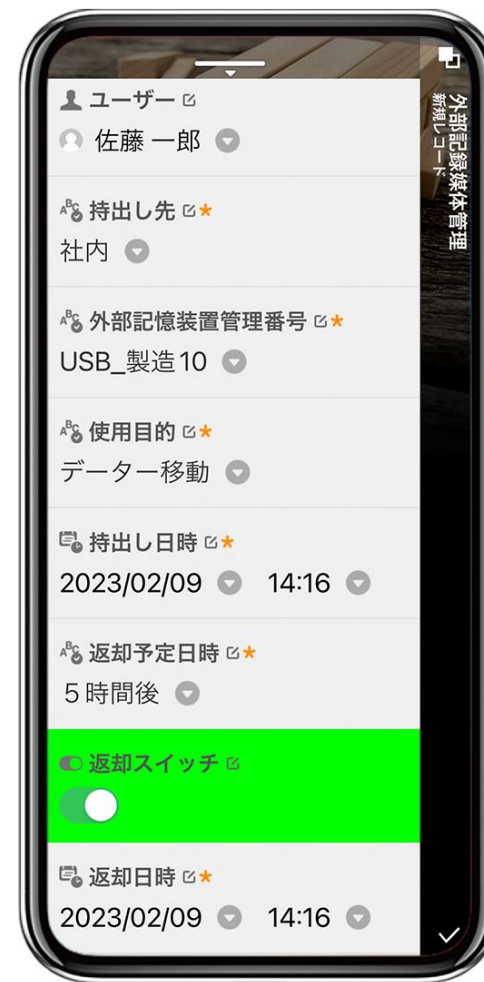 ユーザー
佐藤 一郎
持出し先 *
社内
外部記憶装置管理番号 *
USB_製造10
使用目的 *
データー移動
持出し日時 *
2023/02/09 14:16
返却予定日時 *
５時間後
返却スイッチ
返却日時 *
2023/02/09 14:16
外部記録媒体管理
新規レコード